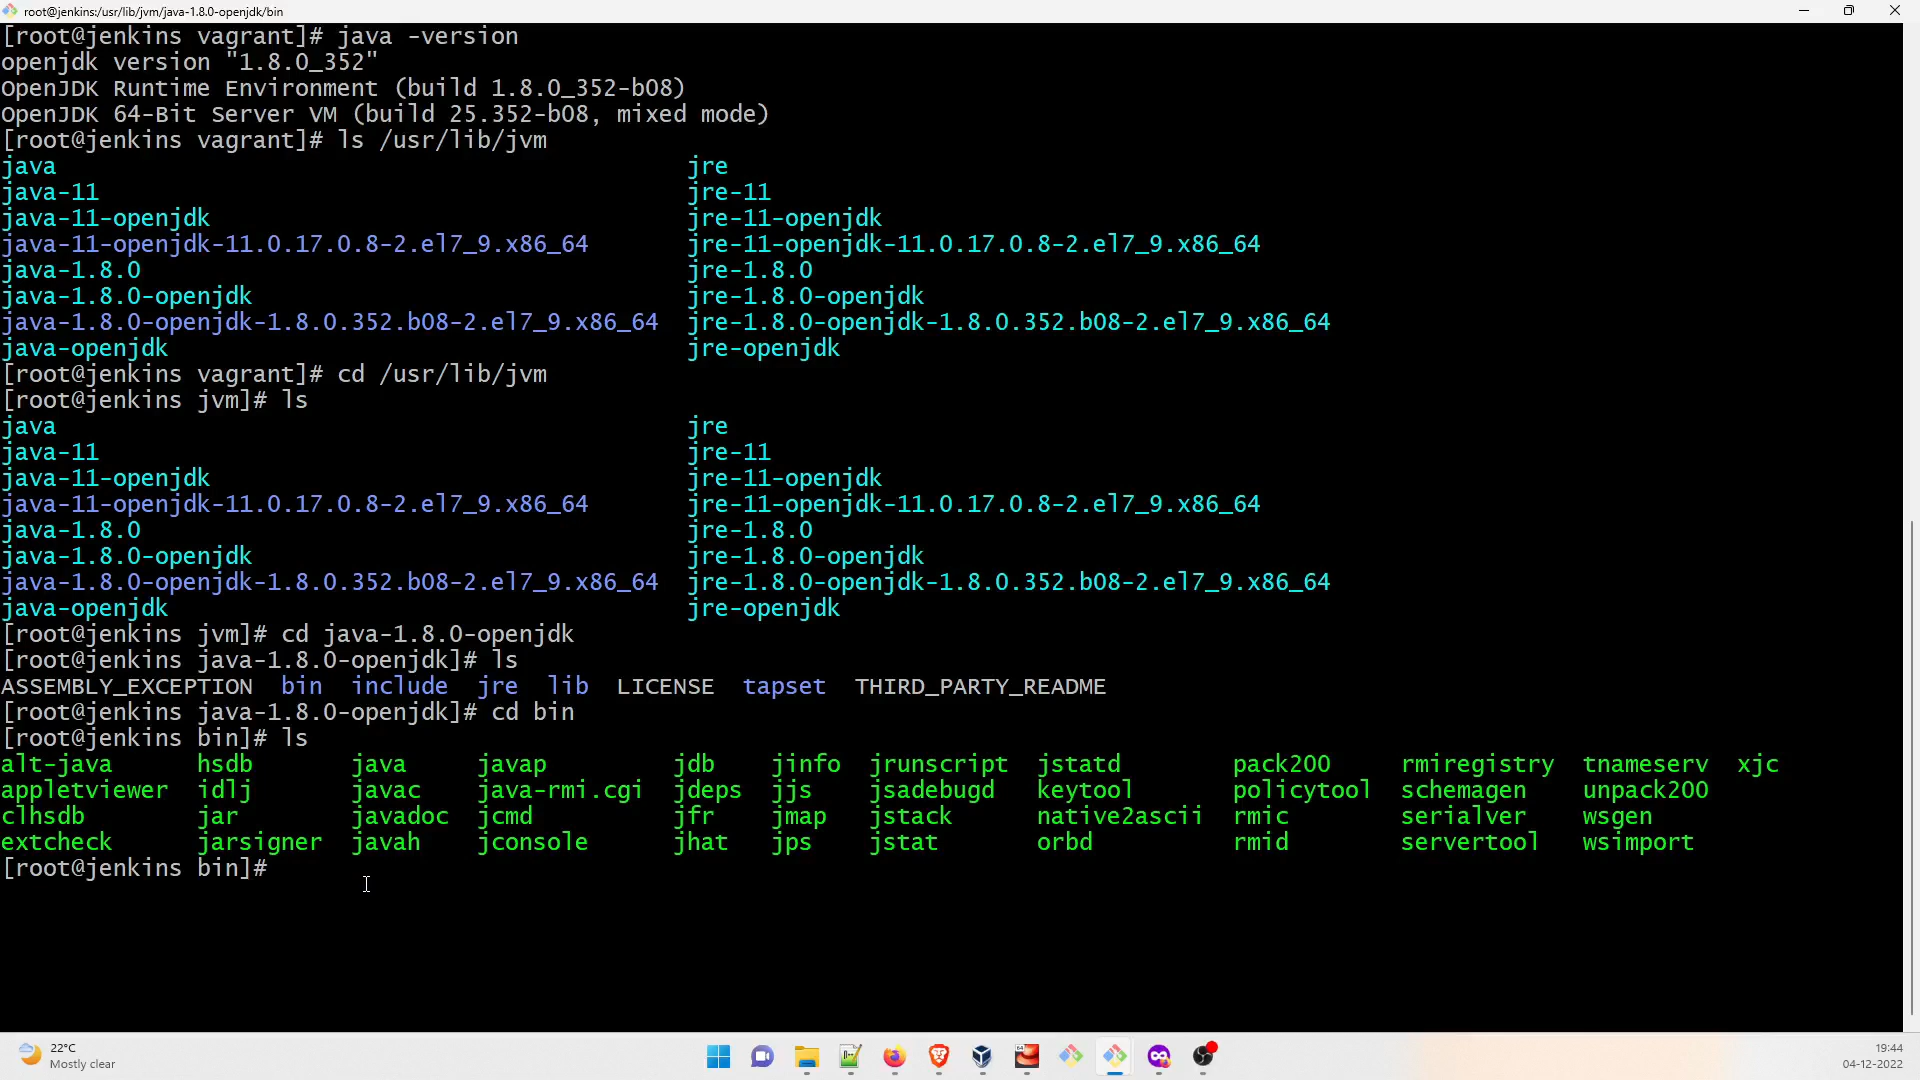 root@jenkins:/usr/lib/jvm/java-1.8.0-openjdk/bin
[root@jenkins vagrant]# java -version
openjdk version "1.8.0_352"
OpenJDK Runtime Environment (build 1.8.0_352-b08)
OpenJDK 64-Bit Server VM (build 25.352-b08, mixed mode)
[root@jenkins vagrant]# ls /usr/lib/jvm
java jre
java-11 jre-11
java-11-openjdk jre-11-openjdk
java-11-openjdk-11.0.17.0.8-2.el7_9.x86_64 jre-11-openjdk-11.0.17.0.8-2.el7_9.x86_64
java-1.8.0 jre-1.8.0
java-1.8.0-openjdk jre-1.8.0-openjdk
java-1.8.0-openjdk-1.8.0.352.b08-2.el7_9.x86_64 jre-1.8.0-openjdk-1.8.0.352.b08-2.el7_9.x86_64
java-openjdk jre-openjdk
[root@jenkins vagrant]# cd /usr/lib/jvm
[root@jenkins jvm]# ls
java jre
java-11 jre-11
java-11-openjdk jre-11-openjdk
java-11-openjdk-11.0.17.0.8-2.el7_9.x86_64 jre-11-openjdk-11.0.17.0.8-2.el7_9.x86_64
java-1.8.0 jre-1.8.0
java-1.8.0-openjdk jre-1.8.0-openjdk
java-1.8.0-openjdk-1.8.0.352.b08-2.el7_9.x86_64 jre-1.8.0-openjdk-1.8.0.352.b08-2.el7_9.x86_64
java-openjdk jre-openjdk
[root@jenkins jvm]# cd java-1.8.0-openjdk
[root@jenkins java-1.8.0-openjdk]# ls
ASSEMBLY_EXCEPTION bin include jre lib LICENSE tapset THIRD_PARTY_README
[root@jenkins java-1.8.0-openjdk]# cd bin
[root@jenkins bin]# ls
alt-java hsdb java javap jdb jinfo jrunscript jstatd pack200 rmiregistry tnameserv xjc
appletviewer idlj javac java-rmi.cgi jdeps jjs jsadebugd keytool policytool schemagen unpack200
clhsdb jar javadoc jcmd jfr jmap jstack native2ascii rmic serialver wsgen
extcheck jarsigner javah jconsole jhat jps jstat orbd rmid servertool wsimport
[root@jenkins bin]#
22°C
Mostly clear
19:44
04-12-2022